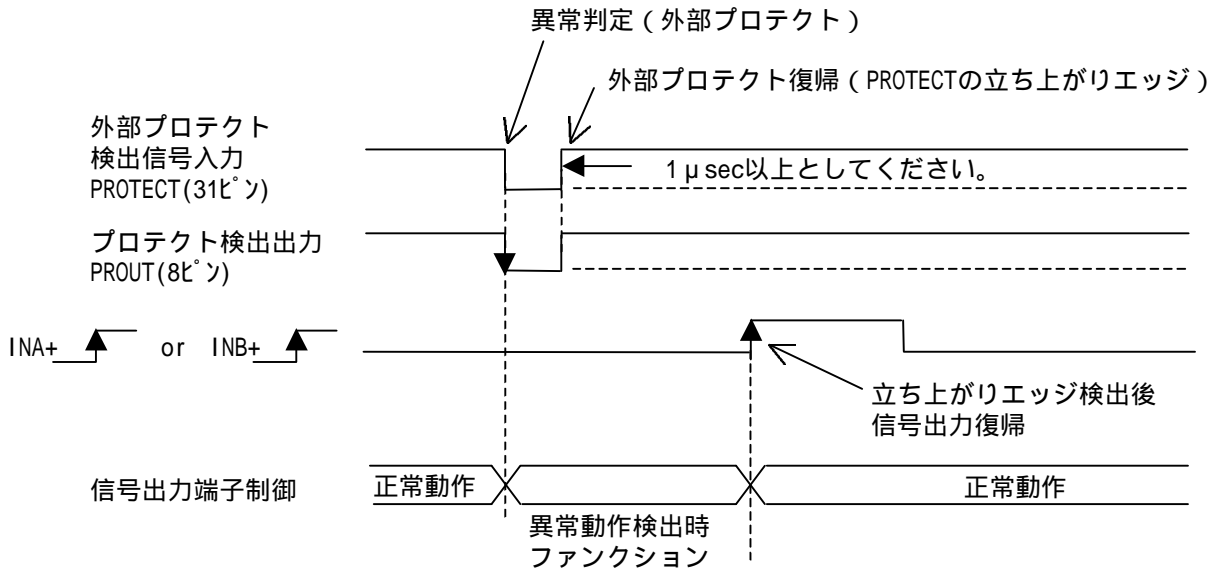 異常判定（外部プロテクト）
外部プロテクト復帰（PROTECTの立ち上がりエッジ）
外部プロテクト
検出信号入力
PROTECT(31ﾋﾟﾝ)
1μsec以上としてください。
プロテクト検出出力
PROUT(8ﾋﾟﾝ)
INA+ or INB+
立ち上がりエッジ検出後
信号出力復帰
信号出力端子制御
正常動作
正常動作
異常動作検出時
ファンクション